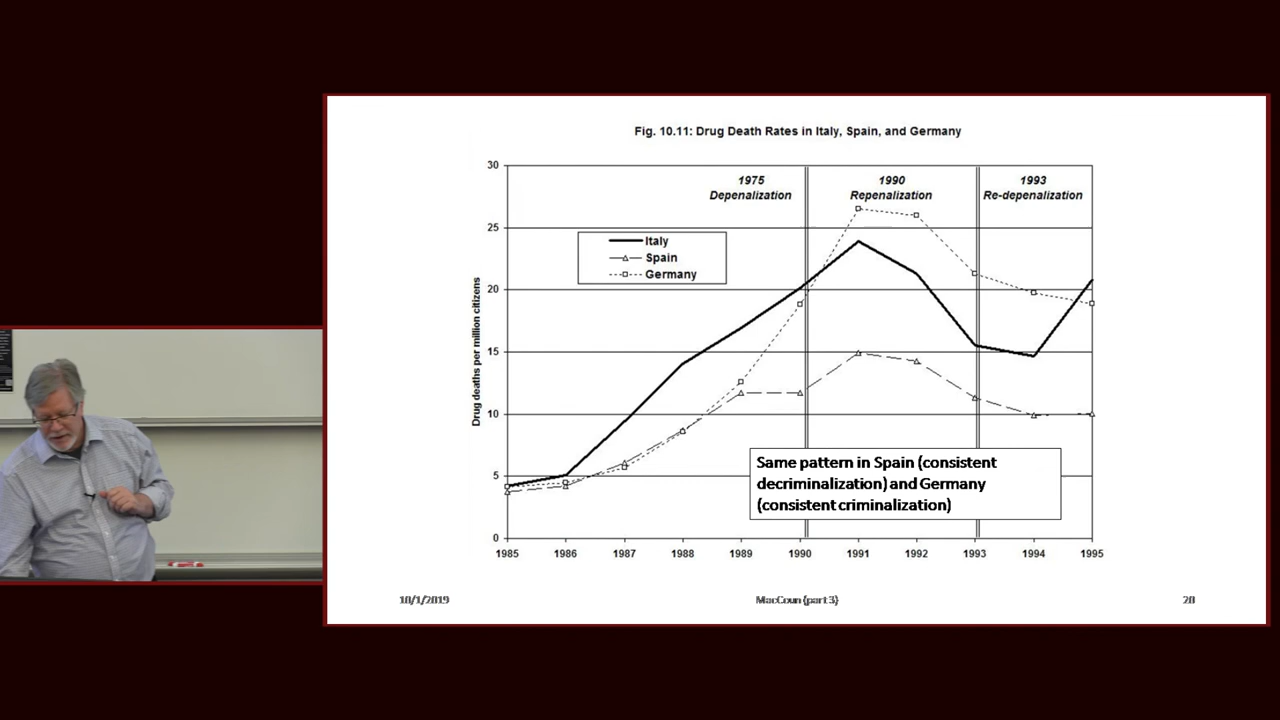 Fig. 10.11: Drug Death Rates in Italy, Spain, and Germany
30
25
20
15
10
5
0
Drug deaths per million citizens
1975
Depenalization
1990
Repenalization
1993
Re-depenalization
Italy
Spain
Germany
Same pattern in Spain (consistent
decriminalization) and Germany
(consistent criminalization)
1985 1986 1987 1988 1989 1990 1991 1992 1993 1994 1995
10/1/2019
MacCoun (part 3)
20